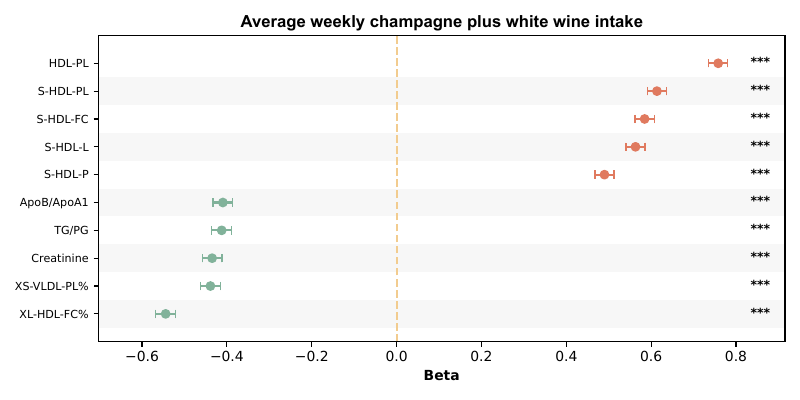 Average weekly champagne plus white wine intake
HDL-PL ***
S-HDL-PL ***
S-HDL-FC ***
S-HDL-L ***
S-HDL-P ***
ApoB/ApoA1 ***
TG/PG ***
Creatinine ***
XS-VLDL-PL% ***
XL-HDL-FC% ***
−0.6 −0.4 −0.2 0.0 0.2 0.4 0.6 0.8
Beta